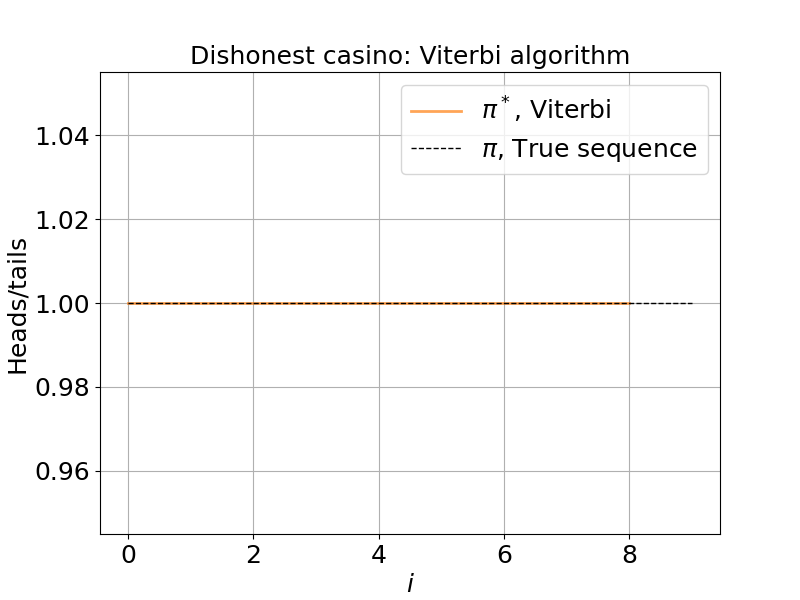 Dishonest casino: Viterbi algorithm
π*, Viterbi
π, True sequence
Heads/tails
1.04
1.02
1.00
0.98
0.96
0 2 4 6 8
i